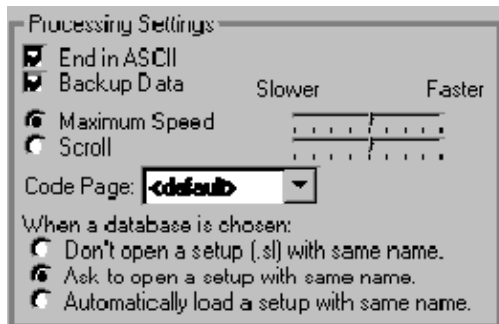 Processing Settings
End in ASCII
Backup Data
Slower Faster
Maximum Speed
Scroll
Code Page: <default>
When a database is chosen:
Don't open a setup (.sl) with same name.
Ask to open a setup with same name.
Automatically load a setup with same name.